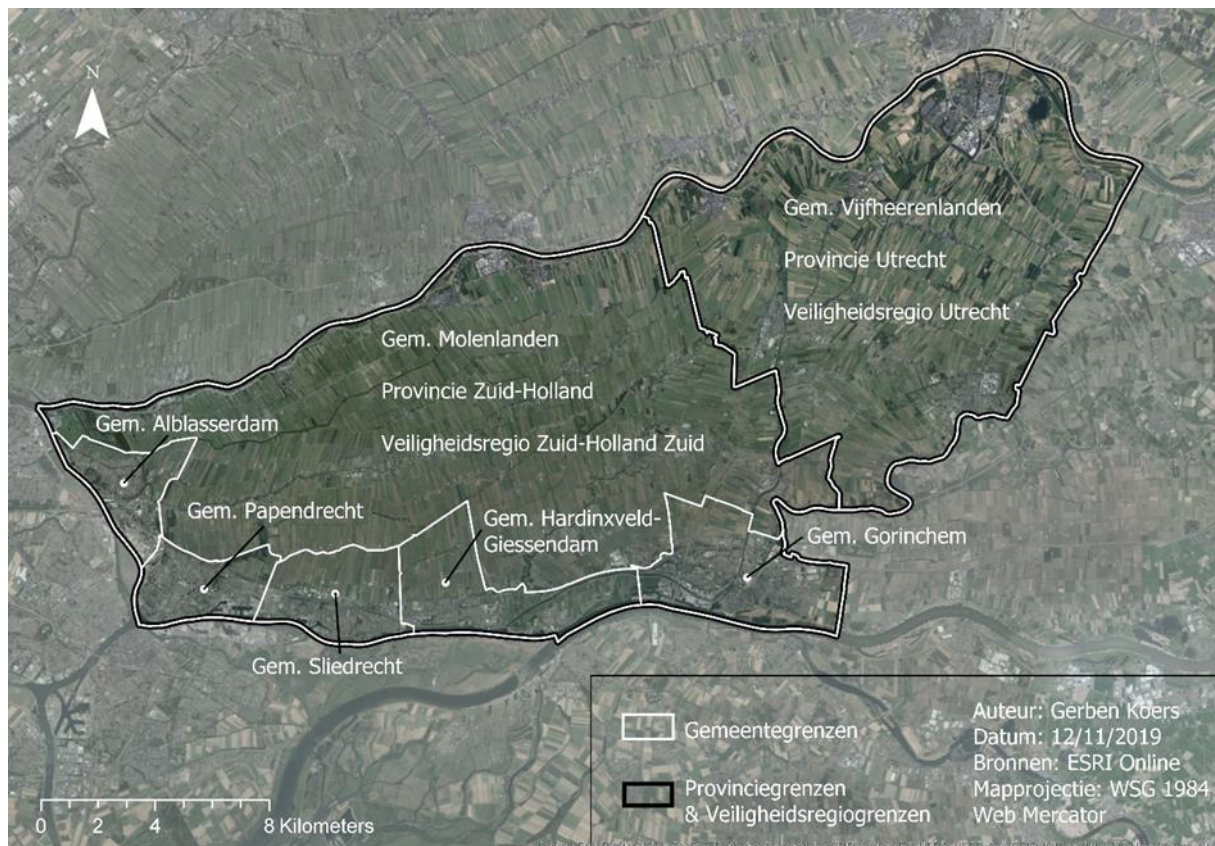 N
Gem. Vijfheerenlanden
Provincie Utrecht
Veiligheidsregio Utrecht
Gem. Molenlanden
Provincie Zuid-Holland
Veiligheidsregio Zuid-Holland Zuid
Gem. Alblasserdam
Gem. Papendrecht
Gem. Hardinxveld-
Giessendam
Gem. Gorinchem
Gem. Sliedrecht
Gemeentegrenzen
Provinciegrenzen
& Veiligheidsregiogrenzen
Auteur: Gerben Koers
Datum: 12/11/2019
Bronnen: ESRI Online
Mapprojectie: WSG 1984
Web Mercator
0 2 4 8 Kilometers